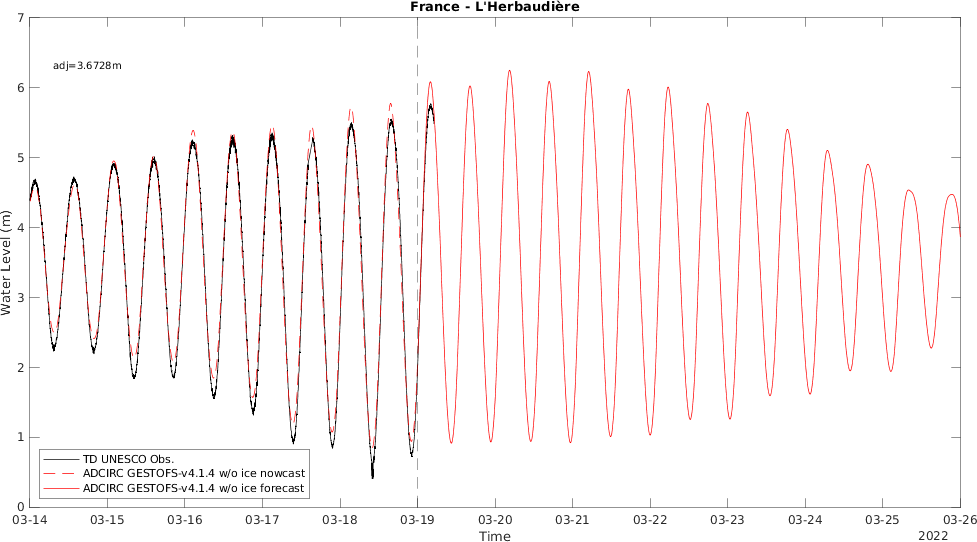 France - L'Herbaudière
7
adj=3.6728m
6
5
4
Water Level (m)
3
2
1
TD UNESCO Obs.
ADCIRC GESTOFS-v4.1.4 w/o ice nowcast
ADCIRC GESTOFS-v4.1.4 w/o ice forecast
0
03-14 03-15 03-16 03-17 03-18 03-19 03-20 03-21 03-22 03-23 03-24 03-25 03-26
Time
2022